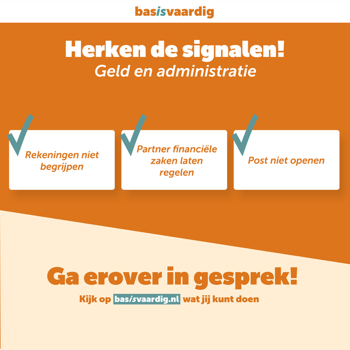 basisvaardig
Herken de signalen!
Geld en administratie
Rekeningen niet
begrijpen
Partner financiële
zaken laten
regelen
Post niet openen
Ga erover in gesprek!
Kijk op basisvaardig.nl wat jij kunt doen